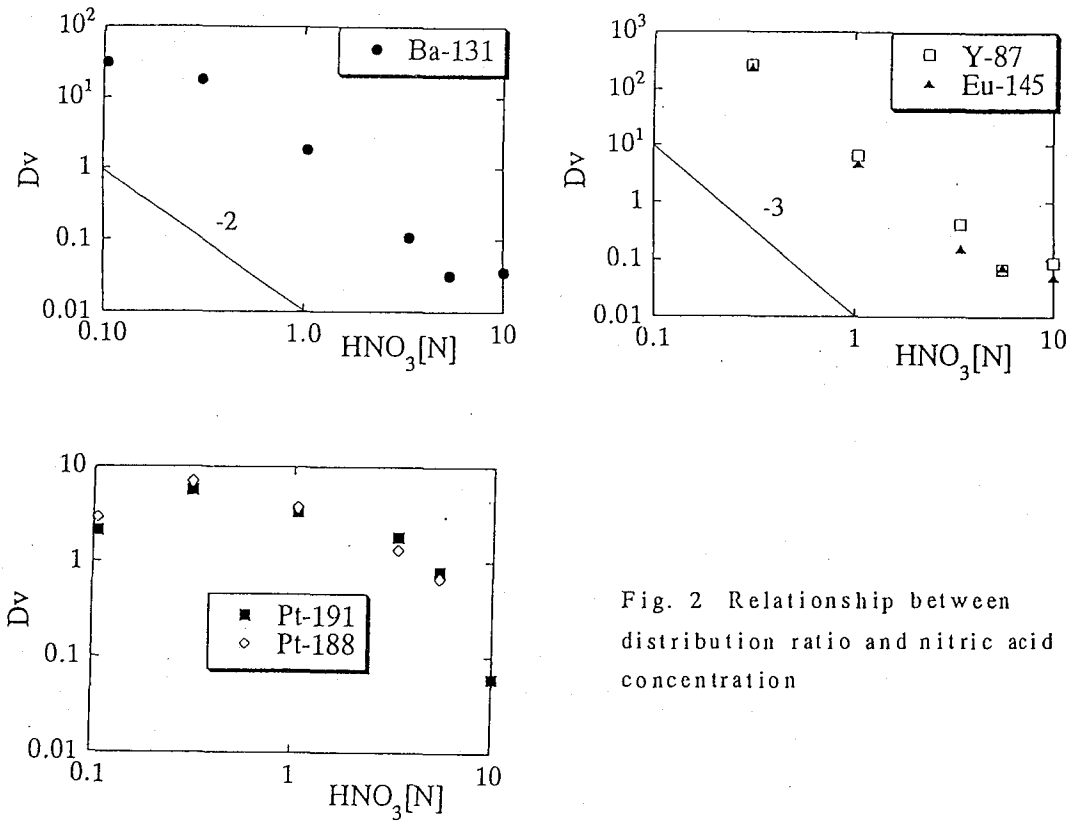 10²
10¹
1
0.1
0.01
Dv
Ba-131
-2
0.10
1.0
10
HNO₃[N]
10³
10²
10¹
1
0.1
0.01
Dv
Y-87
Eu-145
-3
0.1
1
10
HNO₃[N]
10
1
0.1
0.01
Dv
Pt-191
Pt-188
0.1
1
10
HNO₃[N]
Fig. 2 Relationship between
distribution ratio and nitric acid
concentration